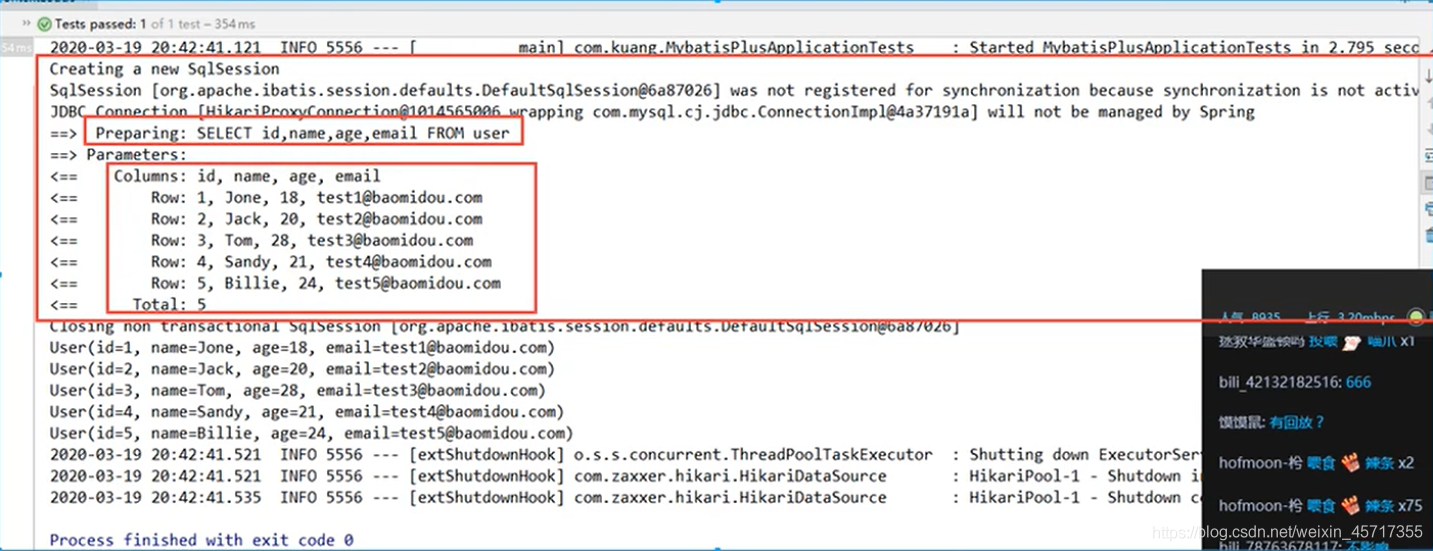 Tests passed: 1 of 1 test – 354 ms
54 ms
2020-03-19 20:42:41.121 INFO 5556 --- [ main] com.kuang.MybatisPlusApplicationTests : Started MybatisPlusApplicationTests in 2.795 seco
Creating a new SqlSession
SqlSession [org.apache.ibatis.session.defaults.DefaultSqlSession@6a87026] was not registered for synchronization because synchronization is not activ
JDBC Connection [HikariProxyConnection@1014565006 wrapping com.mysql.cj.jdbc.ConnectionImpl@4a37191a] will not be managed by Spring
==> Preparing: SELECT id,name,age,email FROM user
==> Parameters:
<== Columns: id, name, age, email
<== Row: 1, Jone, 18, test1@baomidou.com
<== Row: 2, Jack, 20, test2@baomidou.com
<== Row: 3, Tom, 28, test3@baomidou.com
<== Row: 4, Sandy, 21, test4@baomidou.com
<== Row: 5, Billie, 24, test5@baomidou.com
<== Total: 5
Closing non transactional SqlSession [org.apache.ibatis.session.defaults.DefaultSqlSession@6a87026]
User(id=1, name=Jone, age=18, email=test1@baomidou.com)
User(id=2, name=Jack, age=20, email=test2@baomidou.com)
User(id=3, name=Tom, age=28, email=test3@baomidou.com)
User(id=4, name=Sandy, age=21, email=test4@baomidou.com)
User(id=5, name=Billie, age=24, email=test5@baomidou.com)
2020-03-19 20:42:41.521 INFO 5556 --- [extShutdownHook] o.s.s.concurrent.ThreadPoolTaskExecutor : Shutting down ExecutorSer
2020-03-19 20:42:41.521 INFO 5556 --- [extShutdownHook] com.zaxxer.hikari.HikariDataSource : HikariPool-1 - Shutdown i
2020-03-19 20:42:41.535 INFO 5556 --- [extShutdownHook] com.zaxxer.hikari.HikariDataSource : HikariPool-1 - Shutdown c
Process finished with exit code 0
人气 8935 上行 3.20mbps
拯救华盛顿吗 投喂 喵爪 x1
bili_42132182516: 666
馍馍鼠: 有回放？
hofmoon-柃 喂食 辣条 x2
hofmoon-柃 喂食 辣条 x75
bili_78763678117: 不影响
https://blog.csdn.net/weixin_45717355